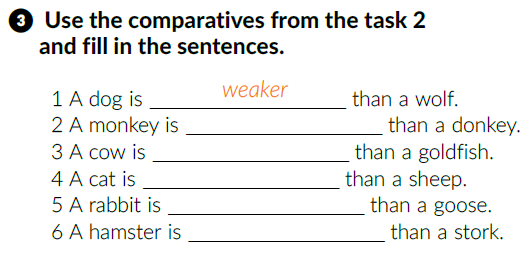 3 Use the comparatives from the task 2
and fill in the sentences.
1 A dog is weaker than a wolf.
2 A monkey is ____________ than a donkey.
3 A cow is ____________ than a goldfish.
4 A cat is ____________ than a sheep.
5 A rabbit is ____________ than a goose.
6 A hamster is ____________ than a stork.